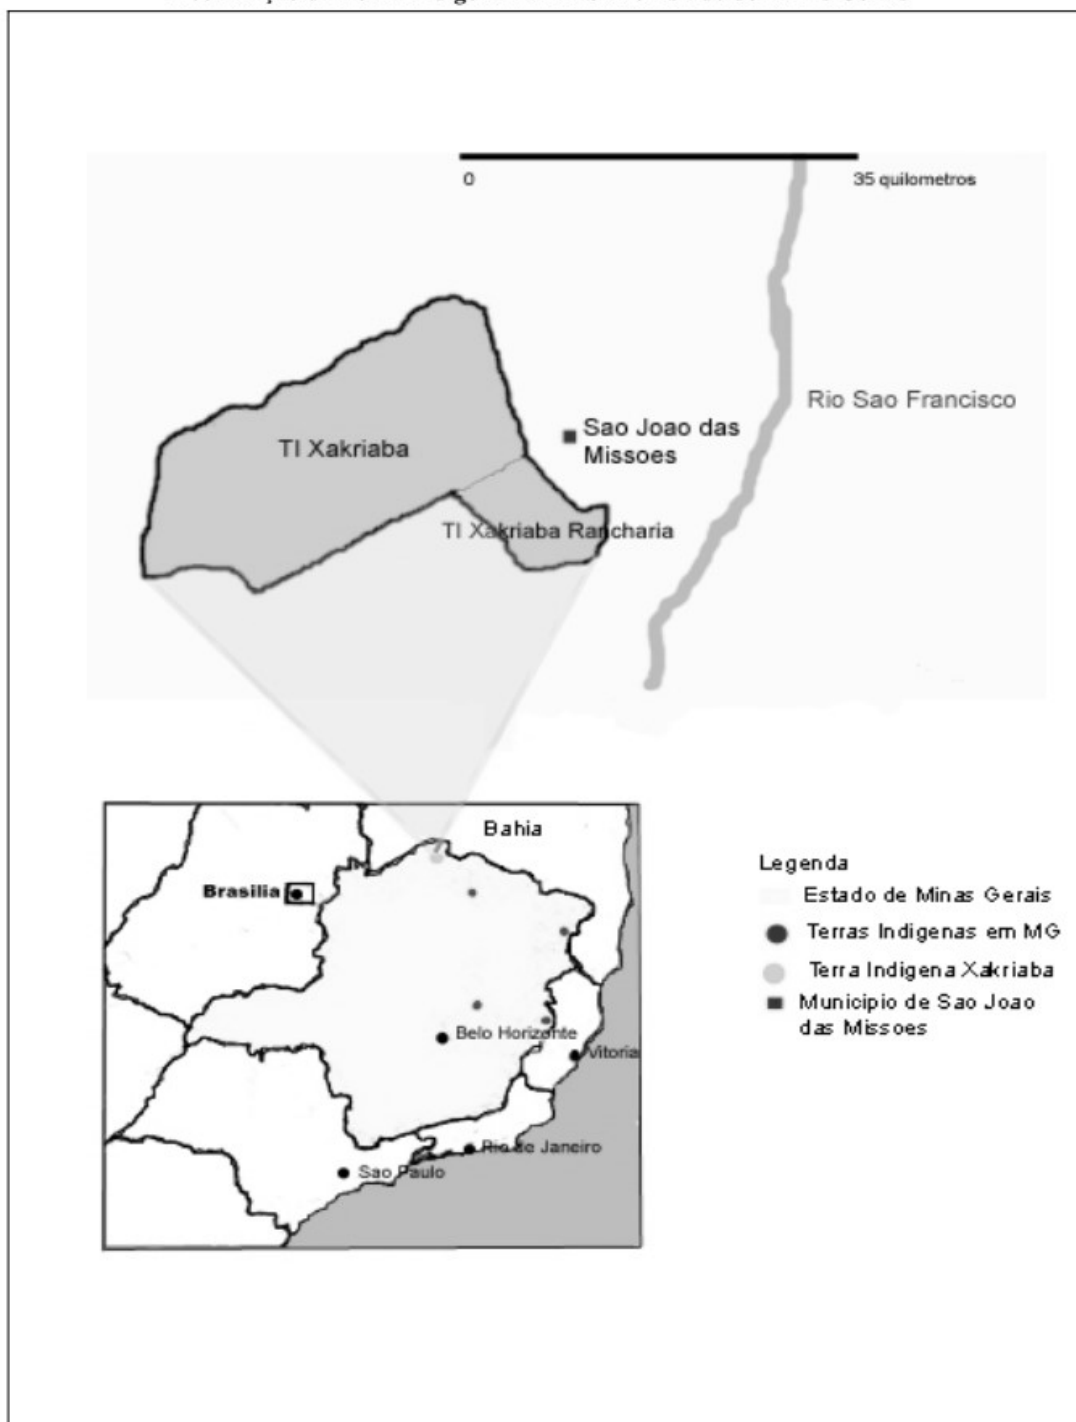 0
35 quilometros
Rio Sao Francisco
Sao Joao das
Missoes
TI Xakriaba
TI Xakriaba Rancharia
Bahia
Brasilia
Belo Horizonte
Vitoria
Rio de Janeiro
Sao Paulo
Legenda
Estado de Minas Gerais
Terras Indigenas em MG
Terra Indigena Xakriaba
Municipio de Sao Joao
das Missoes